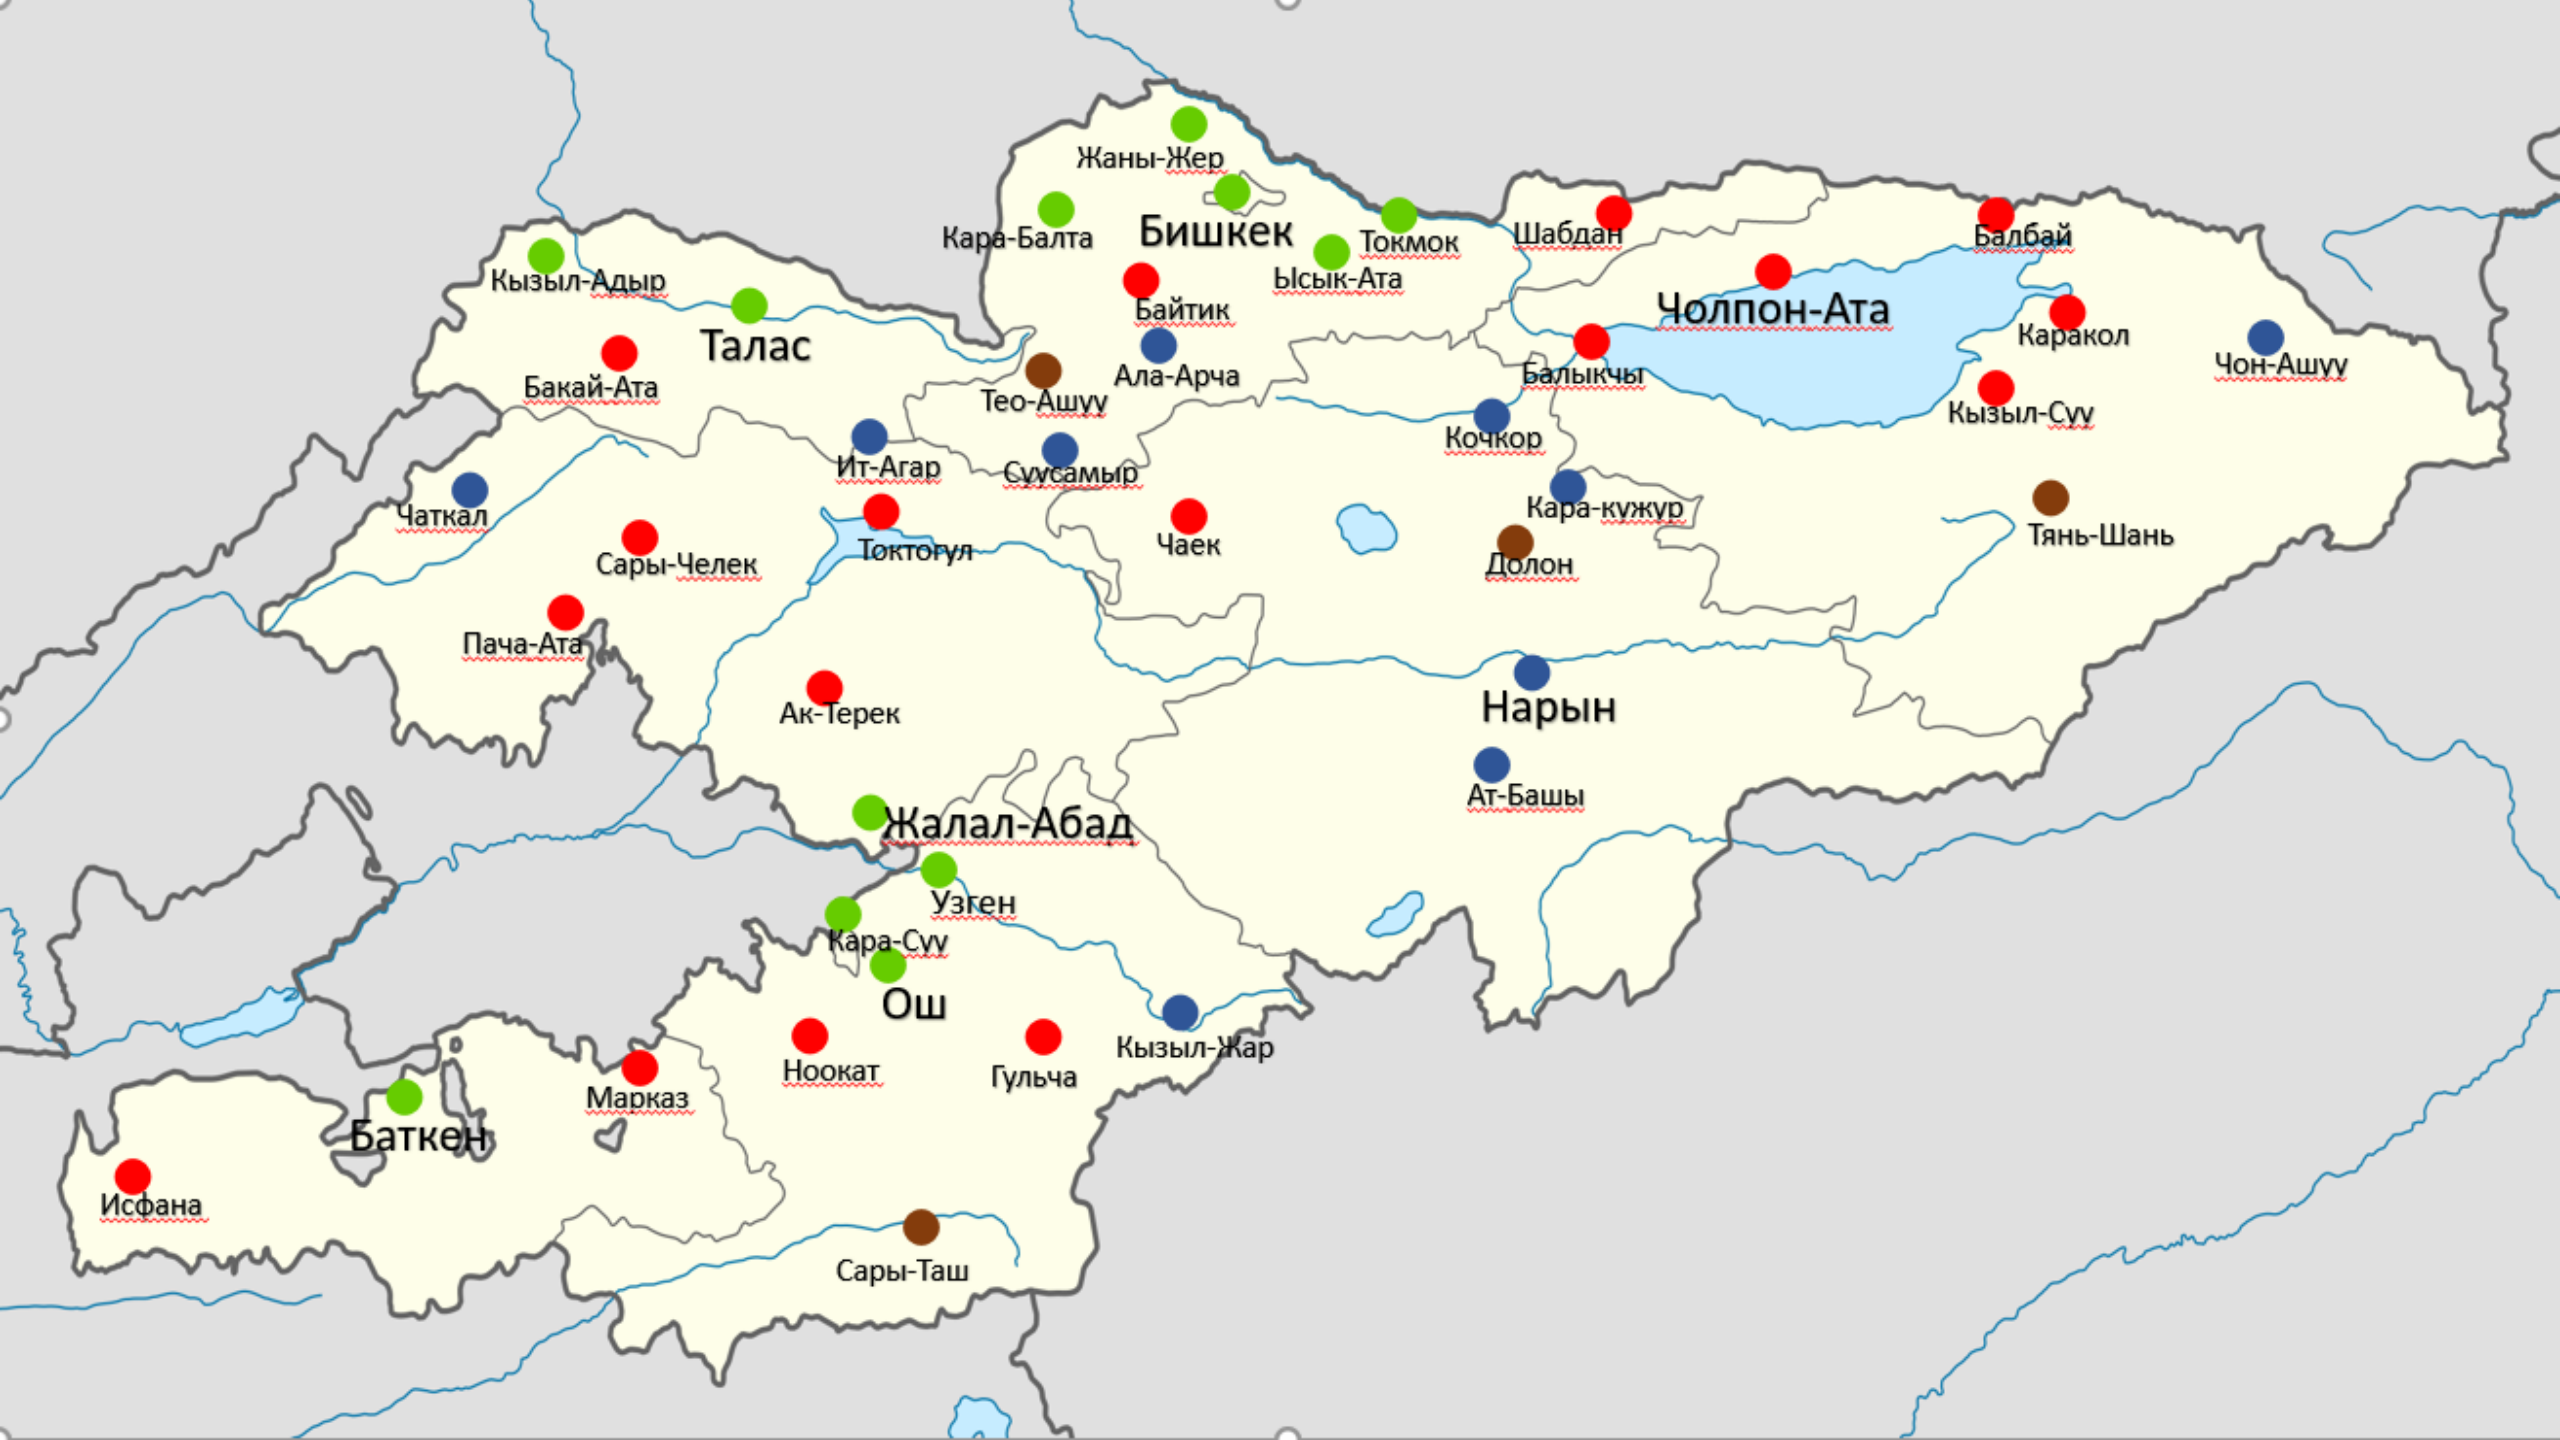 Жаны-Жер
Кара-Балта
Бишкек
Токмок
Шабдан
Балбай
Кызыл-Адыр
Ысык-Ата
Байтик
Чолпон-Ата
Талас
Каракол
Чон-Ашуу
Бакай-Ата
Тео-Ашуу
Ала-Арча
Балыкчы
Кызыл-Суу
Кочкор
Ит-Агар
Суусамыр
Чаткал
Кара-кужур
Сары-Челек
Токтогул
Чаек
Долон
Тянь-Шань
Пача-Ата
Ак-Терек
Нарын
Ат-Башы
Жалал-Абад
Узген
Кара-Суу
Ош
Ноокат
Гульча
Кызыл-Жар
Марказ
Баткен
Исфана
Сары-Таш